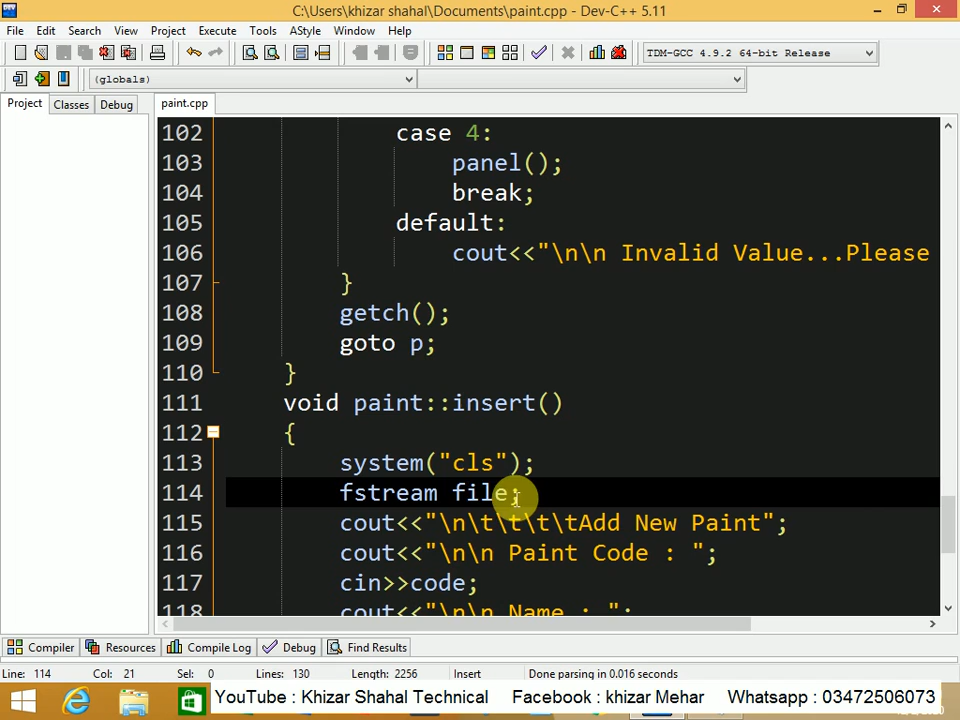 C:\Users\khizar shahal\Documents\paint.cpp - Dev-C++ 5.11
File Edit Search View Project Execute Tools AStyle Window Help
TDM-GCC 4.9.2 64-bit Release
(globals)
Project Classes Debug paint.cpp
102 case 4:
103 panel();
104 break;
105 default:
106 cout<<"\n\n Invalid Value...Please
107 }
108 getch();
109 goto p;
110 }
111 void paint::insert()
112 {
113 system("cls");
114 fstream file;
115 cout<<"\n\t\t\t\tAdd New Paint";
116 cout<<"\n\n Paint Code : ";
117 cin>>code;
118 cout<<"\n\n Name : ";
Compiler Resources Compile Log Debug Find Results
Line: 114 Col: 21 Sel: 0 Lines: 130 Length: 2256 Insert Done parsing in 0.016 seconds
YouTube : Khizar Shahal Technical Facebook : khizar Mehar Whatsapp : 03472506073